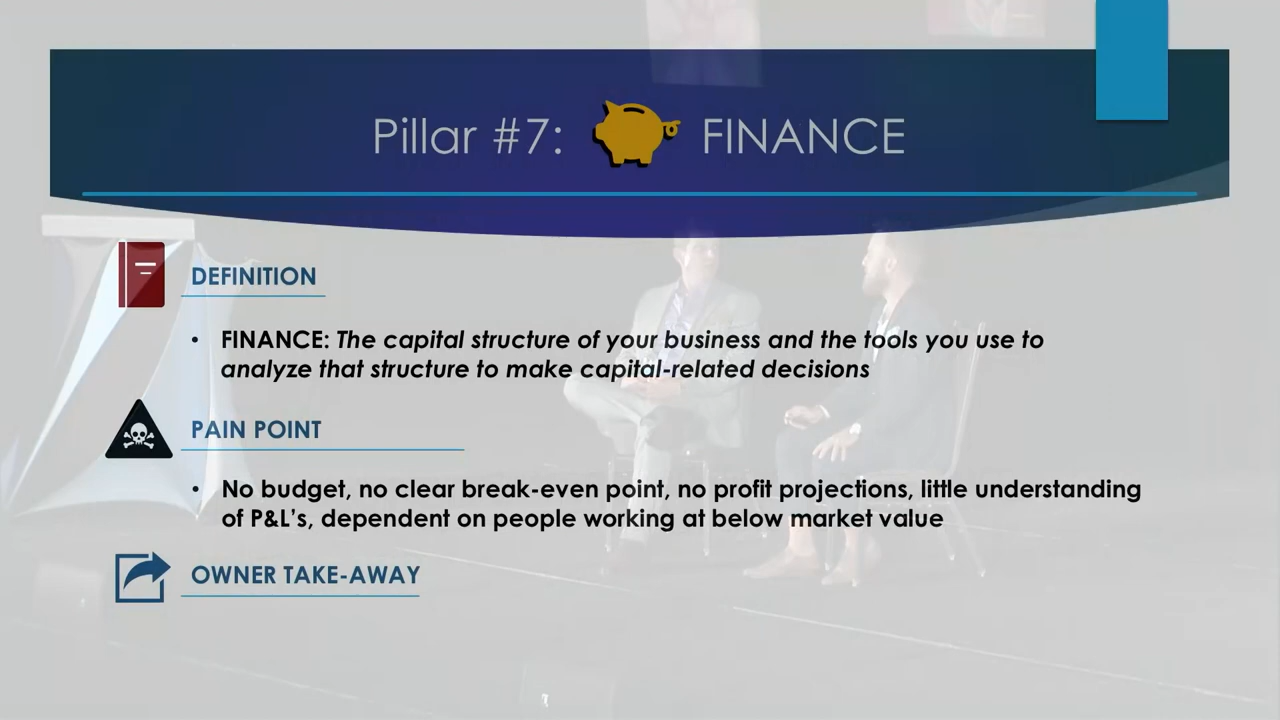 Pillar #7: FINANCE
DEFINITION
• FINANCE: The capital structure of your business and the tools you use to
analyze that structure to make capital-related decisions
PAIN POINT
• No budget, no clear break-even point, no profit projections, little understanding
of P&L’s, dependent on people working at below market value
OWNER TAKE-AWAY